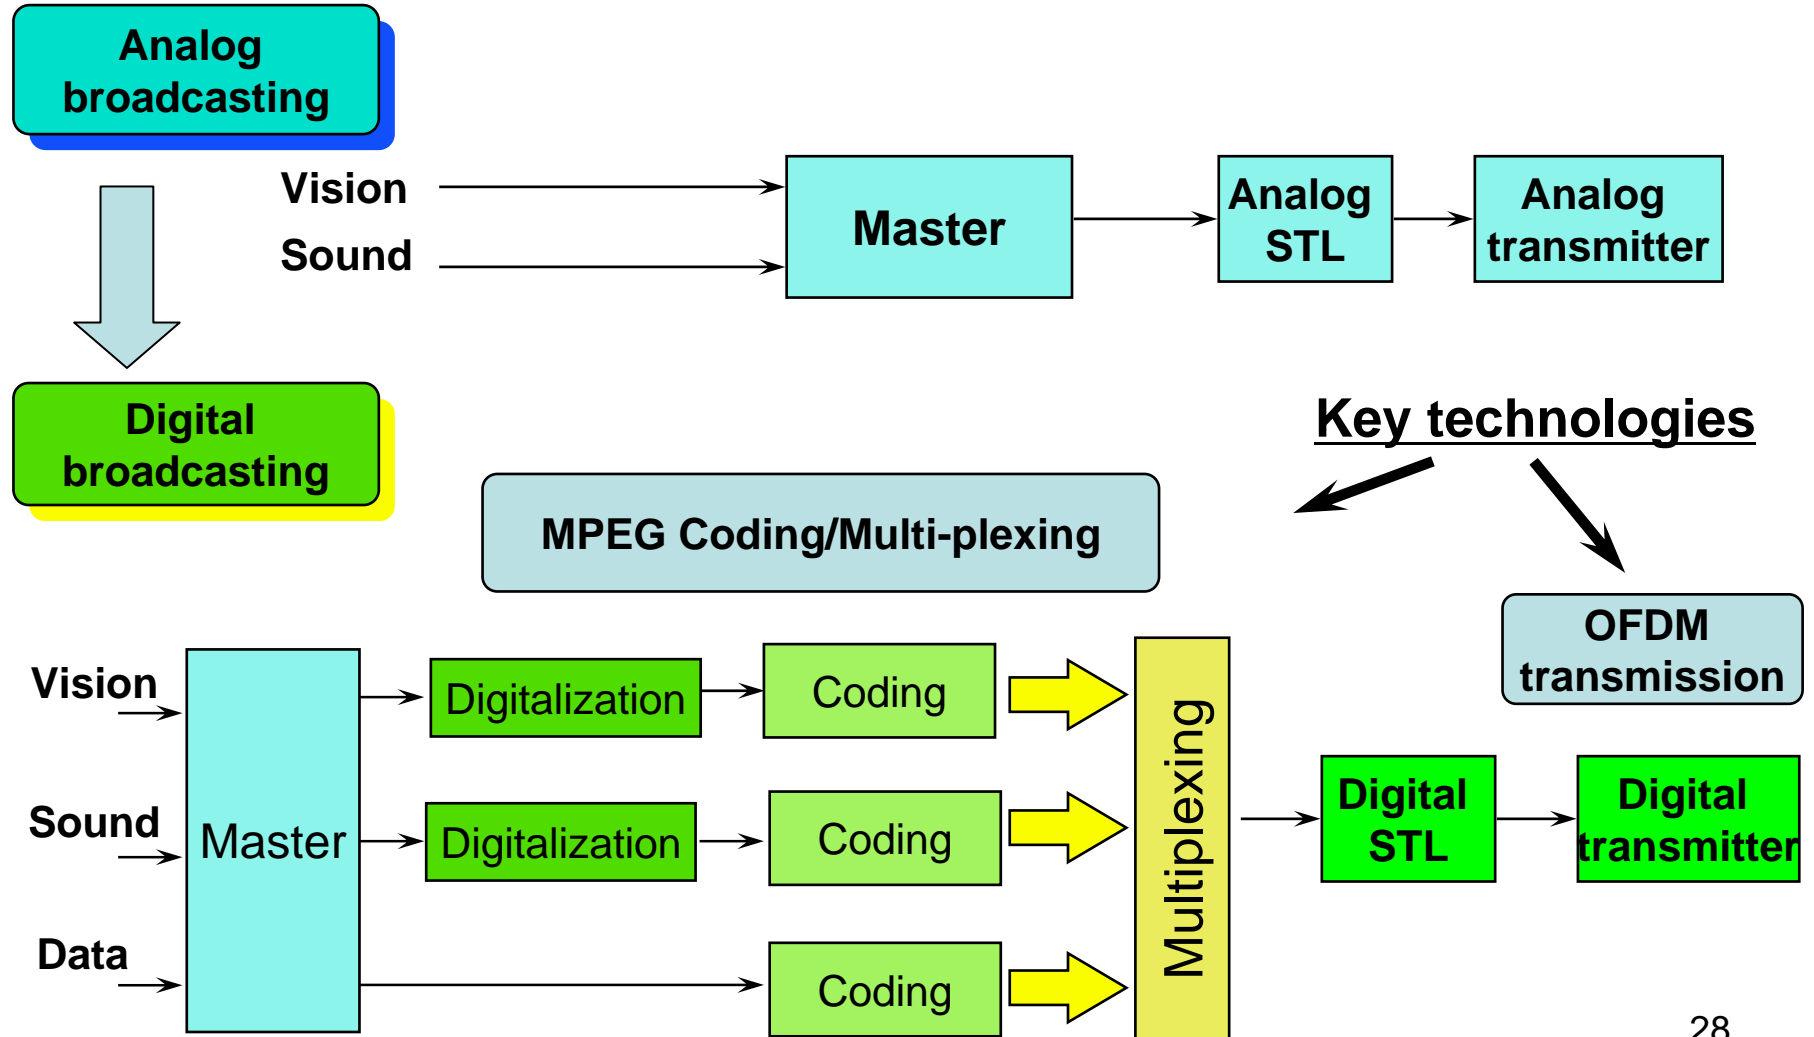 Analog
broadcasting
Vision
Sound
Master
Analog
STL
Analog
transmitter
Digital
broadcasting
Key technologies
MPEG Coding/Multi-plexing
OFDM
transmission
Vision
Sound
Data
Master
Digitalization
Coding
Digitalization
Coding
Coding
Multiplexing
Digital
STL
Digital
transmitter
28